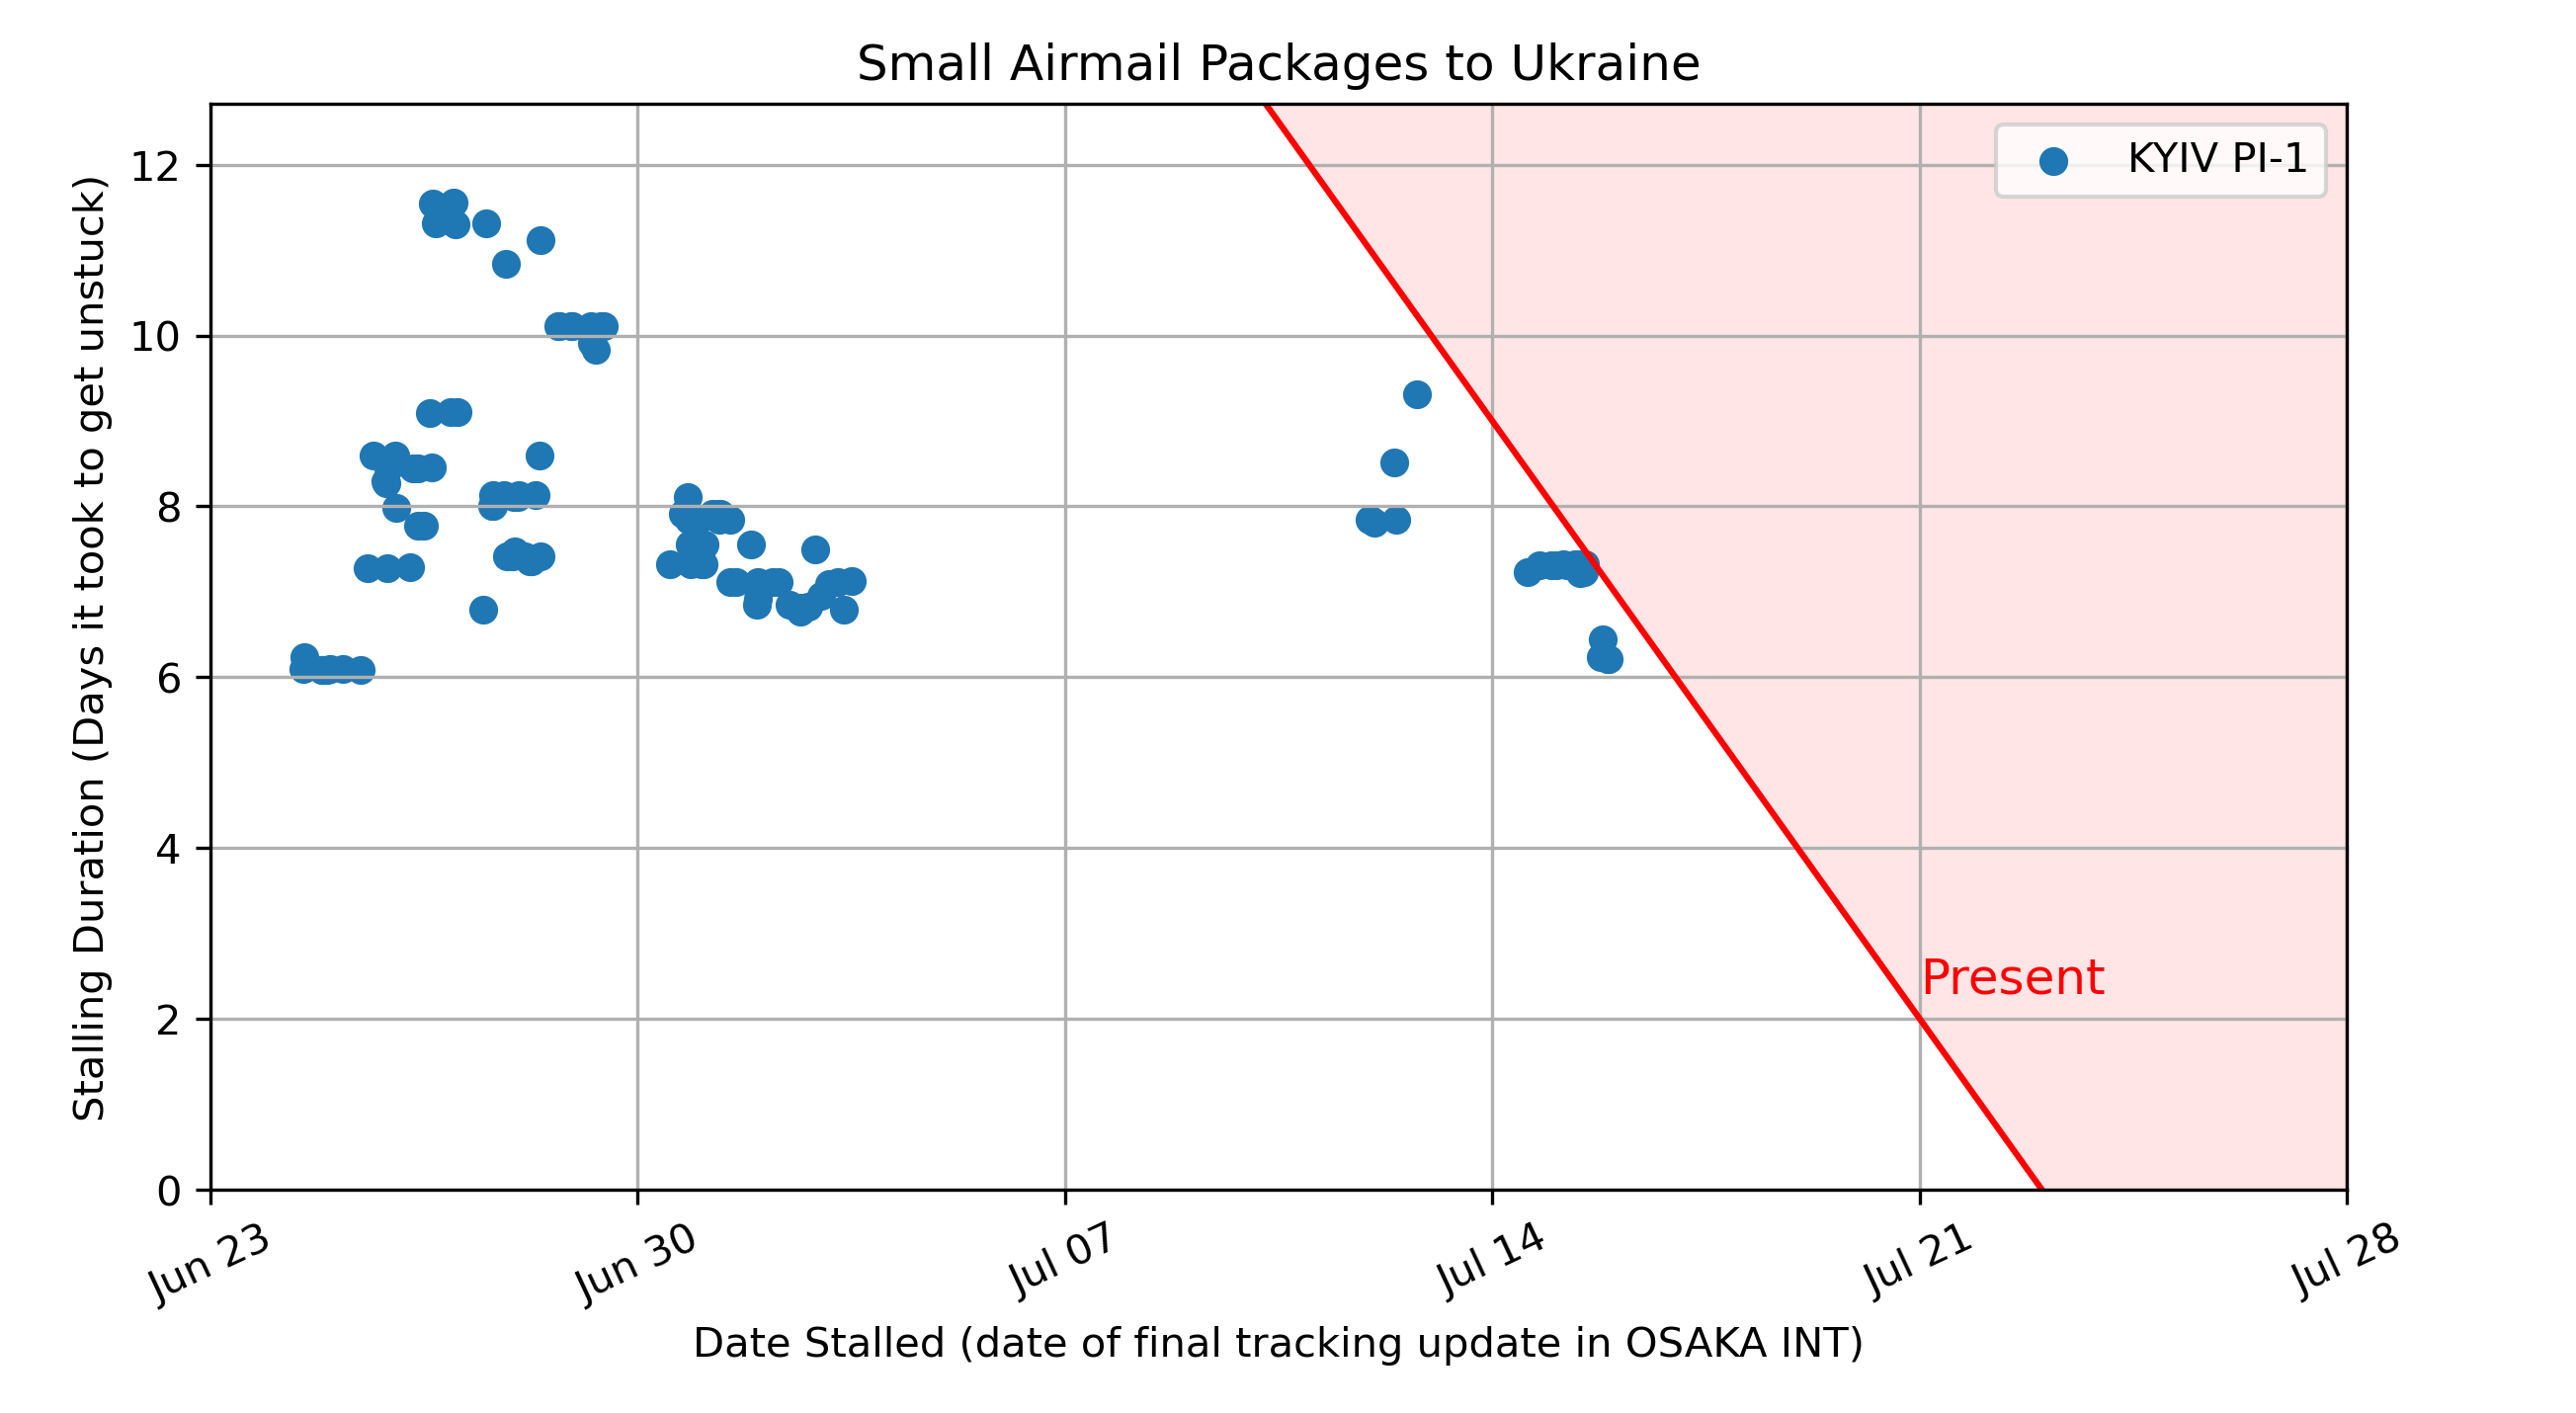 Small Airmail Packages to Ukraine
KYIV PI-1
Stalling Duration (Days it took to get unstuck)
12
10
8
6
4
2
0
Present
Jun 23
Jun 30
Jul 07
Jul 14
Jul 21
Jul 28
Date Stalled (date of final tracking update in OSAKA INT)